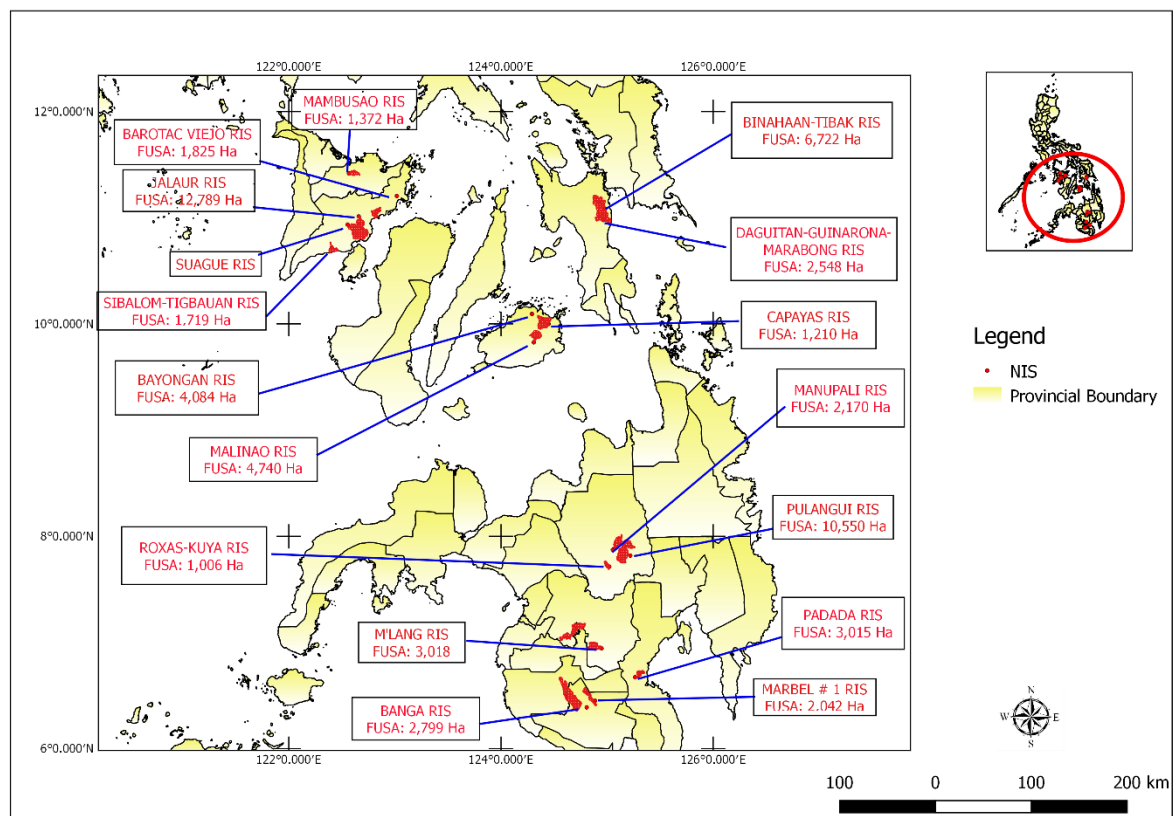 122°0.000'E
124°0.000'E
126°0.000'E
12°0.000'N
10°0.000'N
8°0.000'N
6°0.000'N
MAMBUSAO RIS
FUSA: 1,372 Ha
BAROTAC VIEJO RIS
FUSA: 1,825 Ha
JALAUR RIS
FUSA: 12,789 Ha
SUAGUE RIS
SIBALOM-TIGBAUAN RIS
FUSA: 1,719 Ha
BAYONGAN RIS
FUSA: 4,084 Ha
MALINAO RIS
FUSA: 4,740 Ha
ROXAS-KUYA RIS
FUSA: 1,006 Ha
M'LANG RIS
FUSA: 3,018
BANGA RIS
FUSA: 2,799 Ha
BINAHAAN-TIBAK RIS
FUSA: 6,722 Ha
DAGUITAN-GUINARONA-
MARABONG RIS
FUSA: 2,548 Ha
CAPAYAS RIS
FUSA: 1,210 Ha
MANUPALI RIS
FUSA: 2,170 Ha
PULANGUI RIS
FUSA: 10,550 Ha
PADADA RIS
FUSA: 3,015 Ha
MARBEL # 1 RIS
FUSA: 2.042 Ha
122°0.000'E
124°0.000'E
126°0.000'E
Legend
NIS
Provincial Boundary
N
W
E
S
100 0 100 200 km